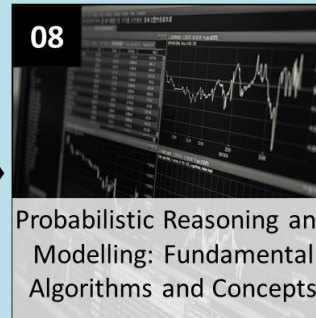 08
Probabilistic Reasoning an
Modelling: Fundamental
Algorithms and Concepts